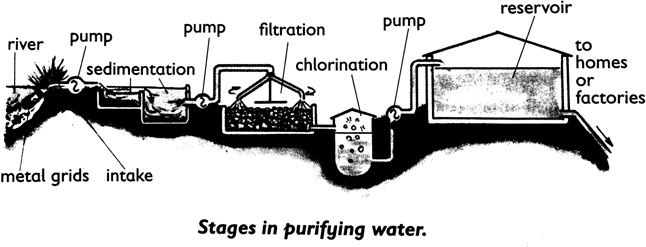 river
pump
sedimentation
pump
filtration
chlorination
pump
reservoir
to
homes
or
factories
metal grids
intake
Stages in purifying water.